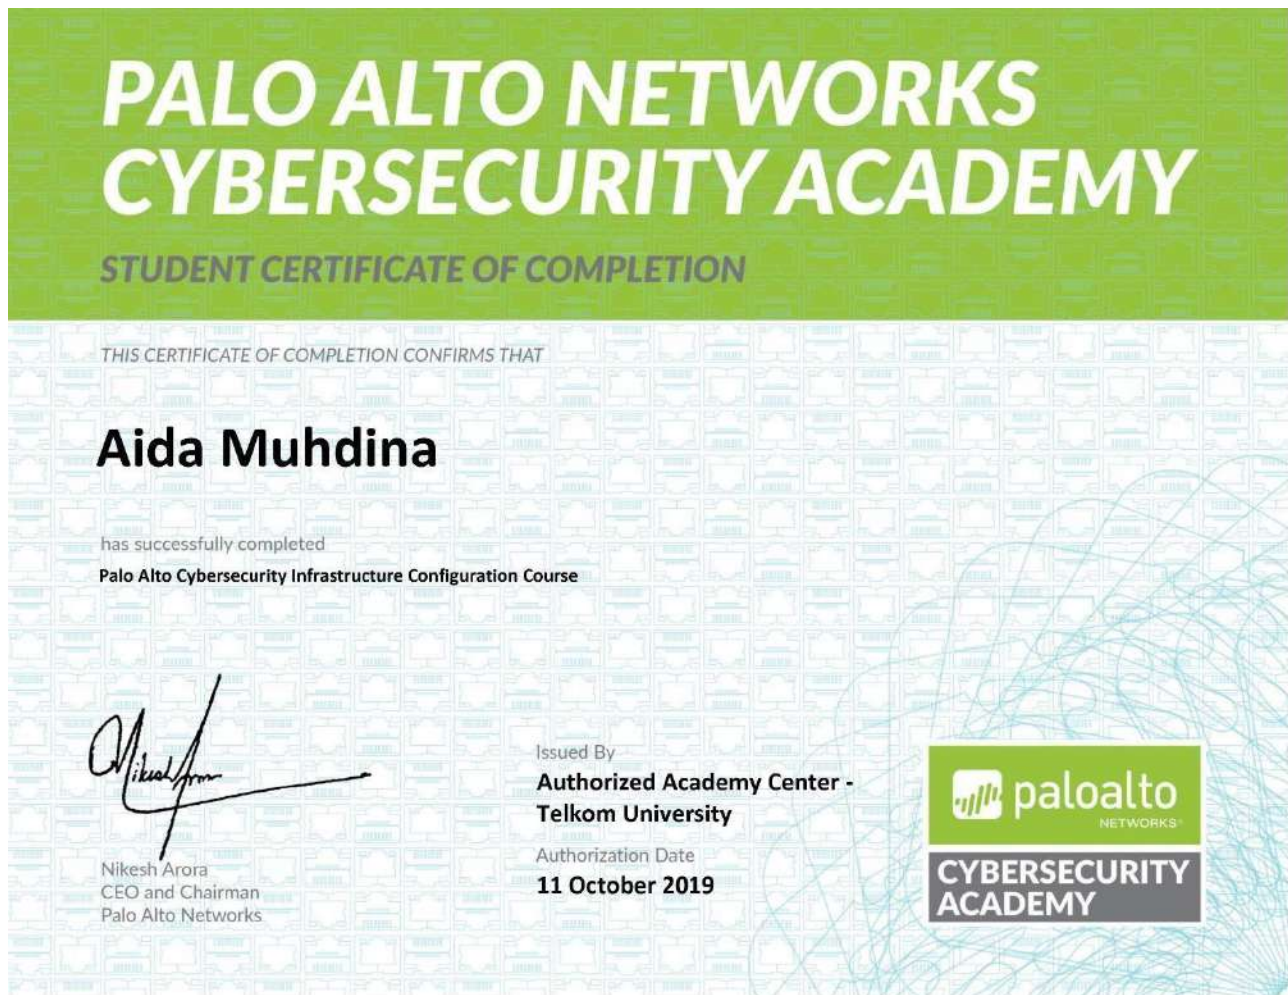 PALO ALTO NETWORKS
CYBERSECURITY ACADEMY
STUDENT CERTIFICATE OF COMPLETION
THIS CERTIFICATE OF COMPLETION CONFIRMS THAT
Aida Muhdina
has successfully completed
Palo Alto Cybersecurity Infrastructure Configuration Course
Nikesh Arora
Nikesh Arora
CEO and Chairman
Palo Alto Networks
Issued By
Authorized Academy Center -
Telkom University
Authorization Date
11 October 2019
paloalto
NETWORKS
CYBERSECURITY
ACADEMY